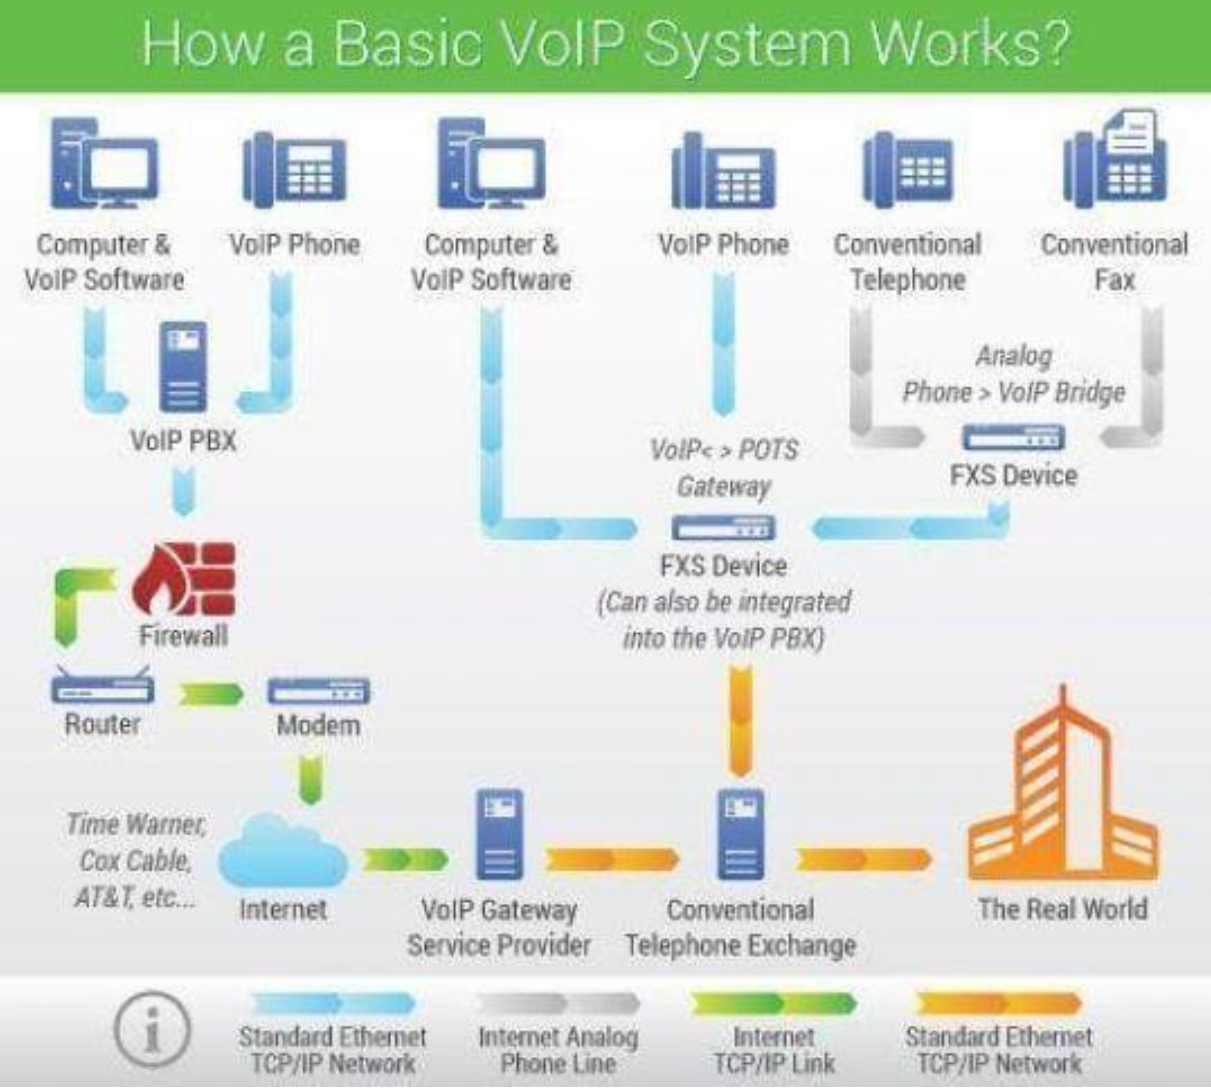 How a Basic VoIP System Works?
Computer &
VoIP Software
VoIP Phone
Computer &
VoIP Software
VoIP Phone
Conventional
Telephone
Conventional
Fax
Analog
Phone > VoIP Bridge
VoIP PBX
VoIP< > POTS
Gateway
FXS Device
FXS Device
(Can also be integrated
into the VoIP PBX)
Firewall
Router
Modem
Time Warner,
Cox Cable,
AT&T, etc...
Internet
VoIP Gateway
Service Provider
Conventional
Telephone Exchange
The Real World
Standard Ethernet
TCP/IP Network
Internet Analog
Phone Line
Internet
TCP/IP Link
Standard Ethernet
TCP/IP Network